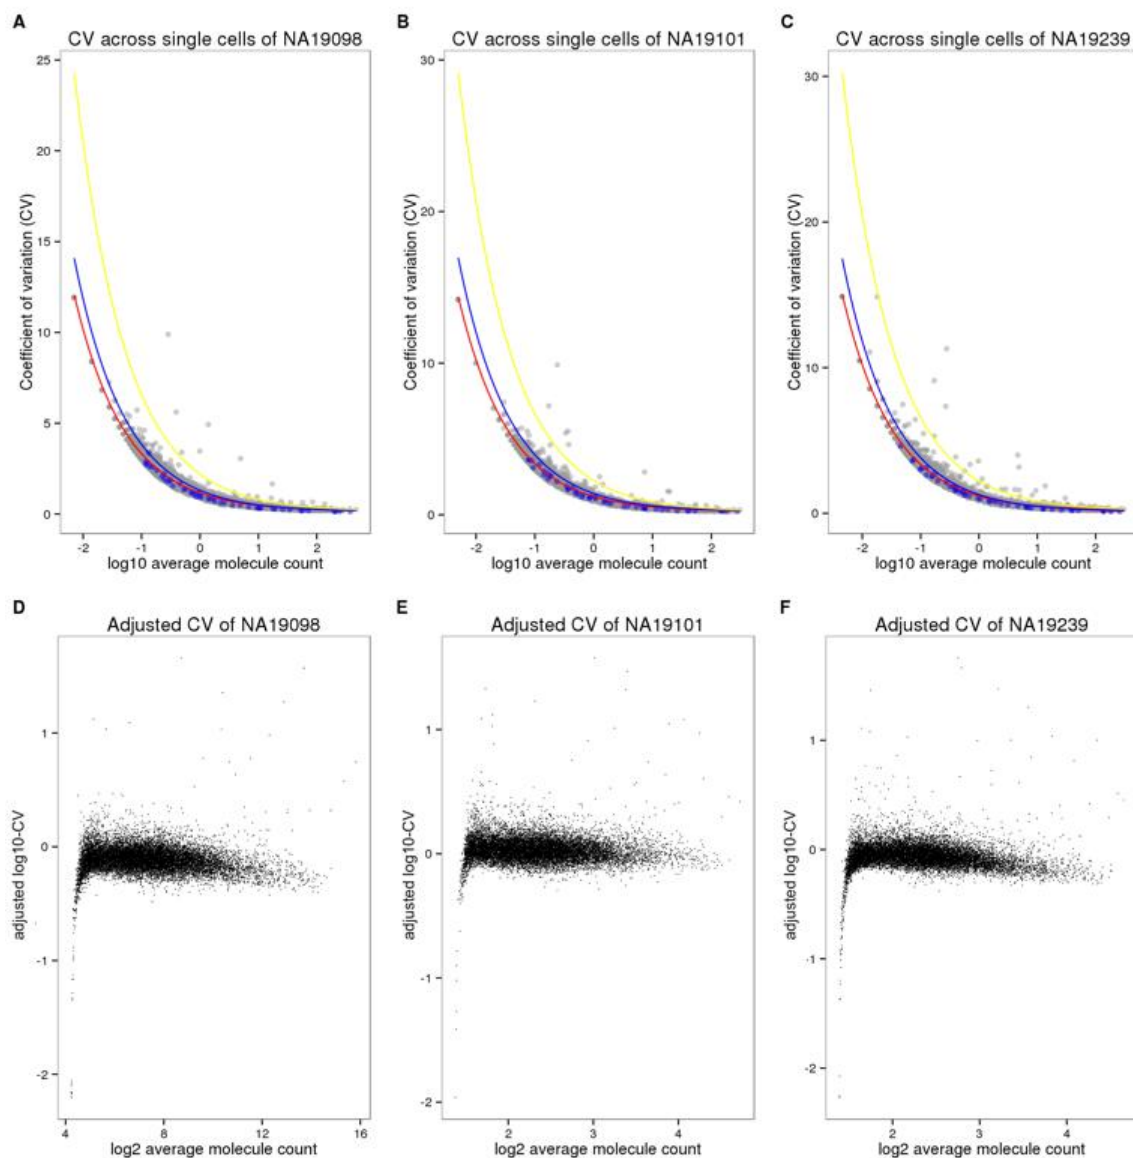 A
CV across single cells of NA19098
25
20
15
10
5
0
Coefficient of variation (CV)
-2 -1 0 1 2
log10 average molecule count
B
CV across single cells of NA19101
30
20
10
0
Coefficient of variation (CV)
-2 -1 0 1 2
log10 average molecule count
C
CV across single cells of NA19239
30
20
10
0
Coefficient of variation (CV)
-2 -1 0 1 2
log10 average molecule count
D
Adjusted CV of NA19098
1
0
-1
-2
adjusted log10-CV
4 8 12 16
log2 average molecule count
E
Adjusted CV of NA19101
1
0
-1
-2
adjusted log10-CV
2 3 4
log2 average molecule count
F
Adjusted CV of NA19239
1
0
-1
-2
adjusted log10-CV
2 3 4
log2 average molecule count